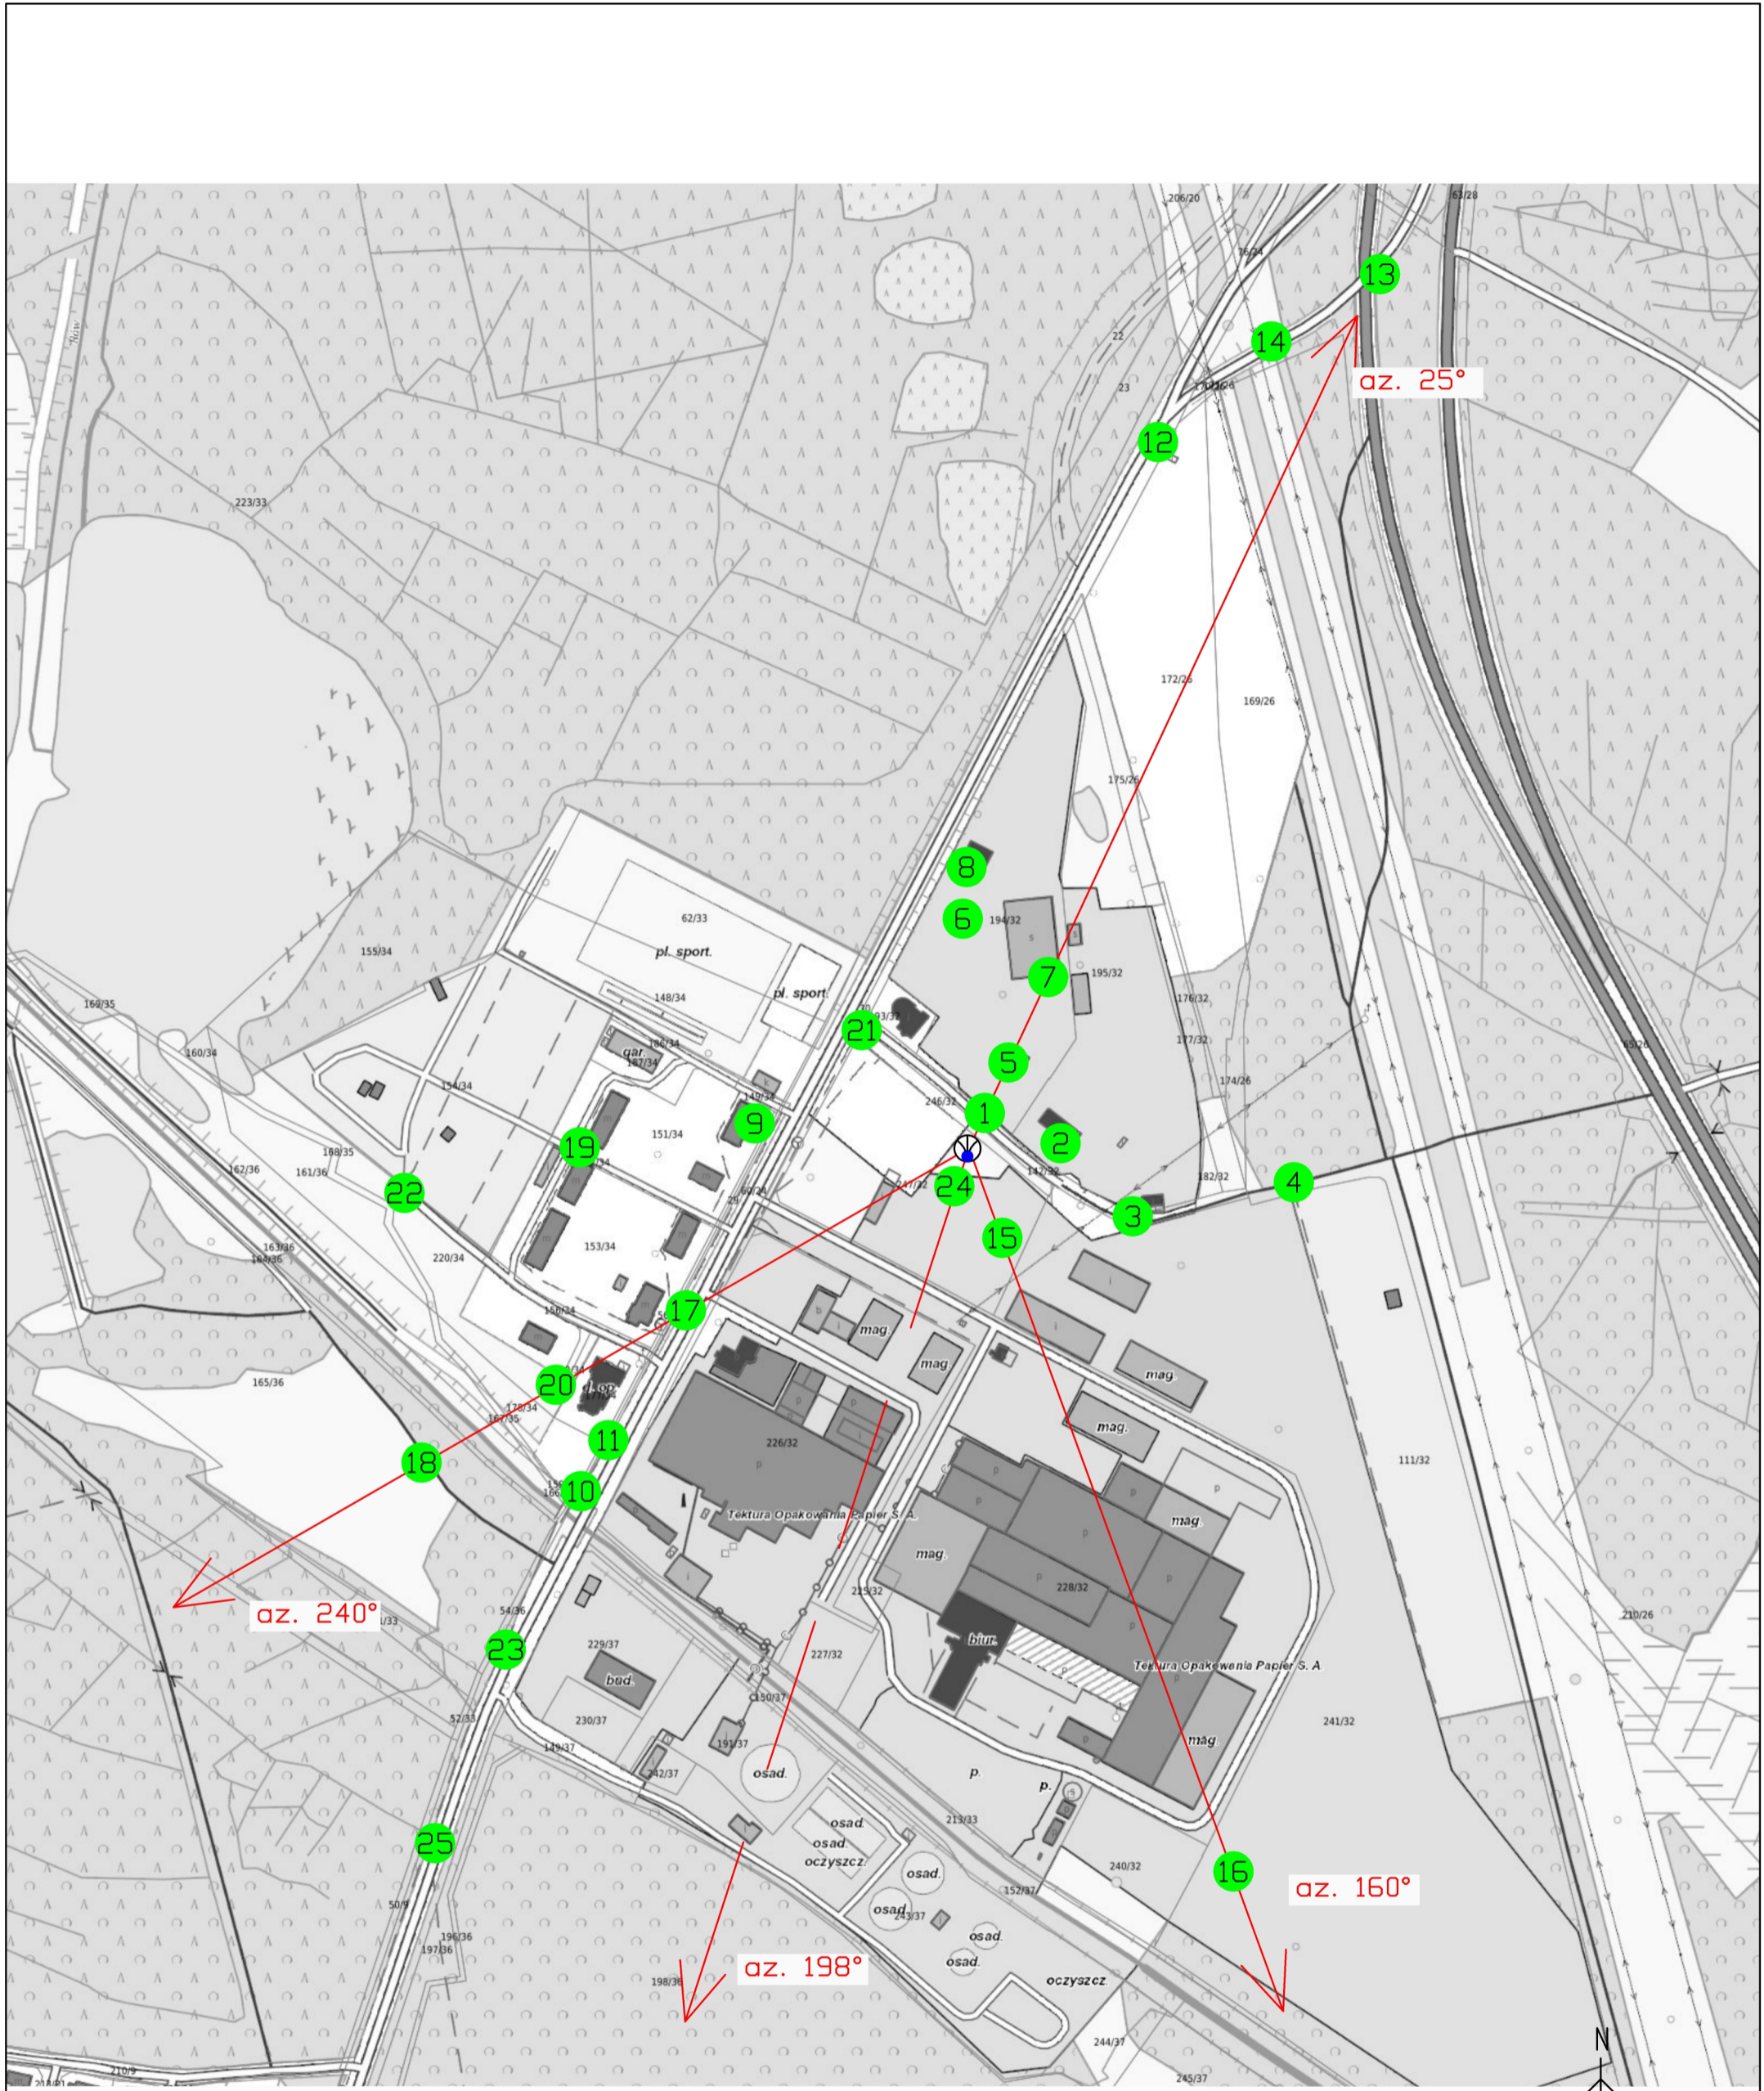 206/20
63/28
76/24
13
Rów
22
14
az. 25°
23
12
223/33
172/26
169/26
175/26
8
62/33
6
194/32
s
s
155/34
pl. sport.
7
195/32
pl. sport.
148/34
176/32
169/35
21
186/34
177/32
65/26
160/34
gar.
187/34
5
174/26
154/34
k
149/34
246/32
1
9
151/34
2
168/35
19
162/36
161/36
142/32
182/32
4
22
247/32
24
60/24
29
3
15
163/36
164/36
153/34
220/34
i
156/34
17
b
i
mag.
i
mag.
mag.
165/36
20
d. op.
178/34
167/35
mag.
11
226/32
p
111/32
18
10
Tektura Opakowania Papier S. A.
mag.
mag.
p
228/32
225/32
az. 240°
54/36
210/26
23
229/37
227/32
biur.
bud.
Tektura Opakowania Papier S. A.
150/37
52/33
230/37
241/32
149/37
191/37
mag.
242/37
osad.
p.
p.
213/33
osad.
25
osad.
oczyszcz.
240/32
16
az. 160°
osad.
152/37
50/9
osad.
243/37
196/36
197/36
osad.
az. 198°
osad.
198/36
oczyszcz.
N
244/37
210/9
245/37